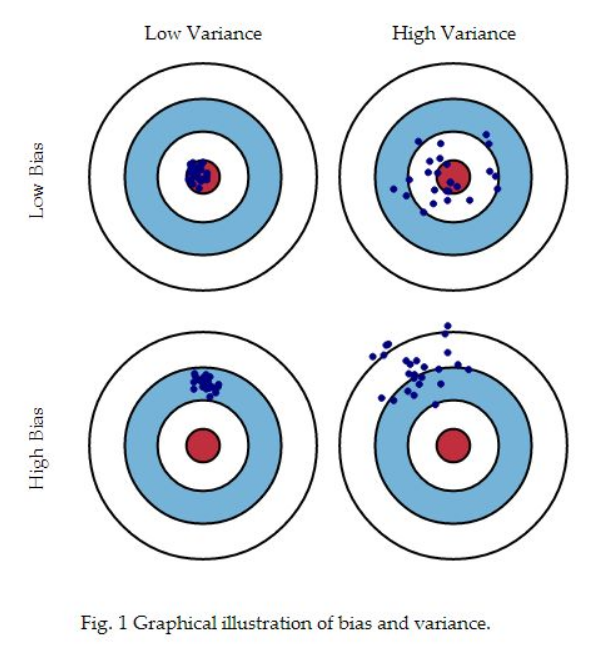 Low Variance
High Variance
Low Bias
High Bias
Fig. 1 Graphical illustration of bias and variance.